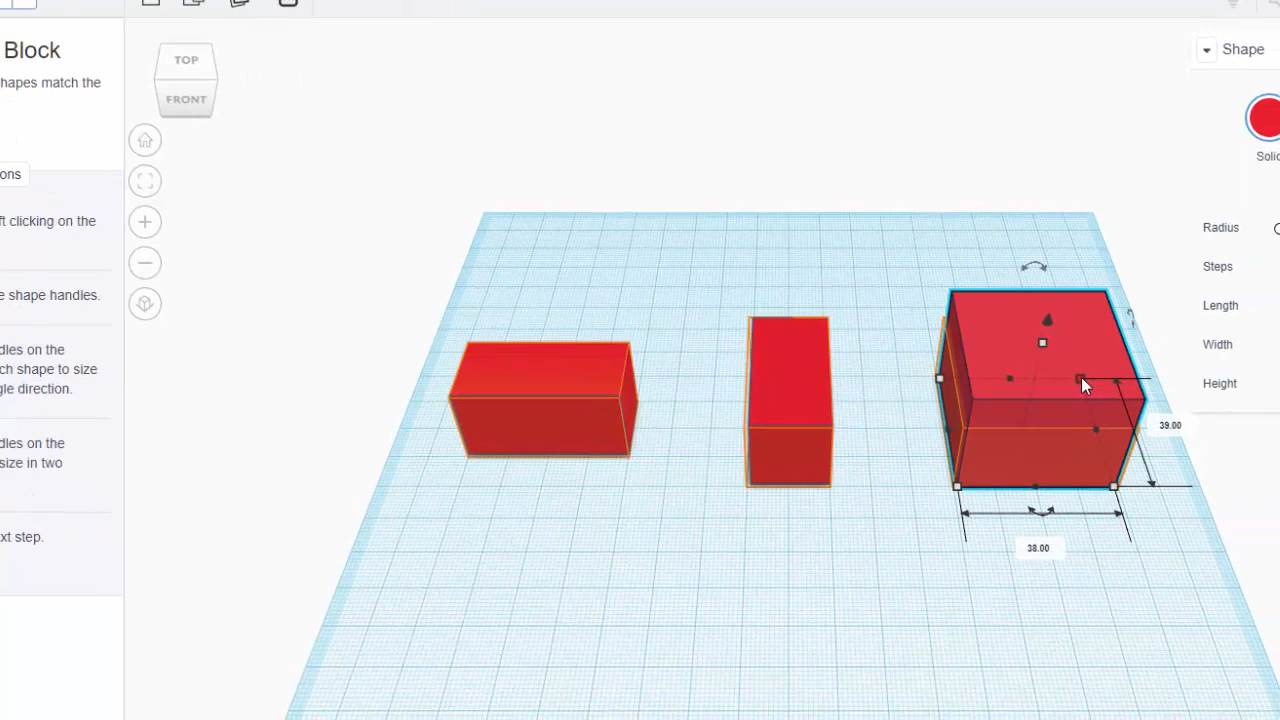 Block
hapes match the
ons
ft clicking on the
e shape handles.
dles on the
ch shape to size
gle direction.
dles on the
size in two
xt step.
TOP
FRONT
39.00
38.00
Shape
Solid
Radius
Steps
Length
Width
Height